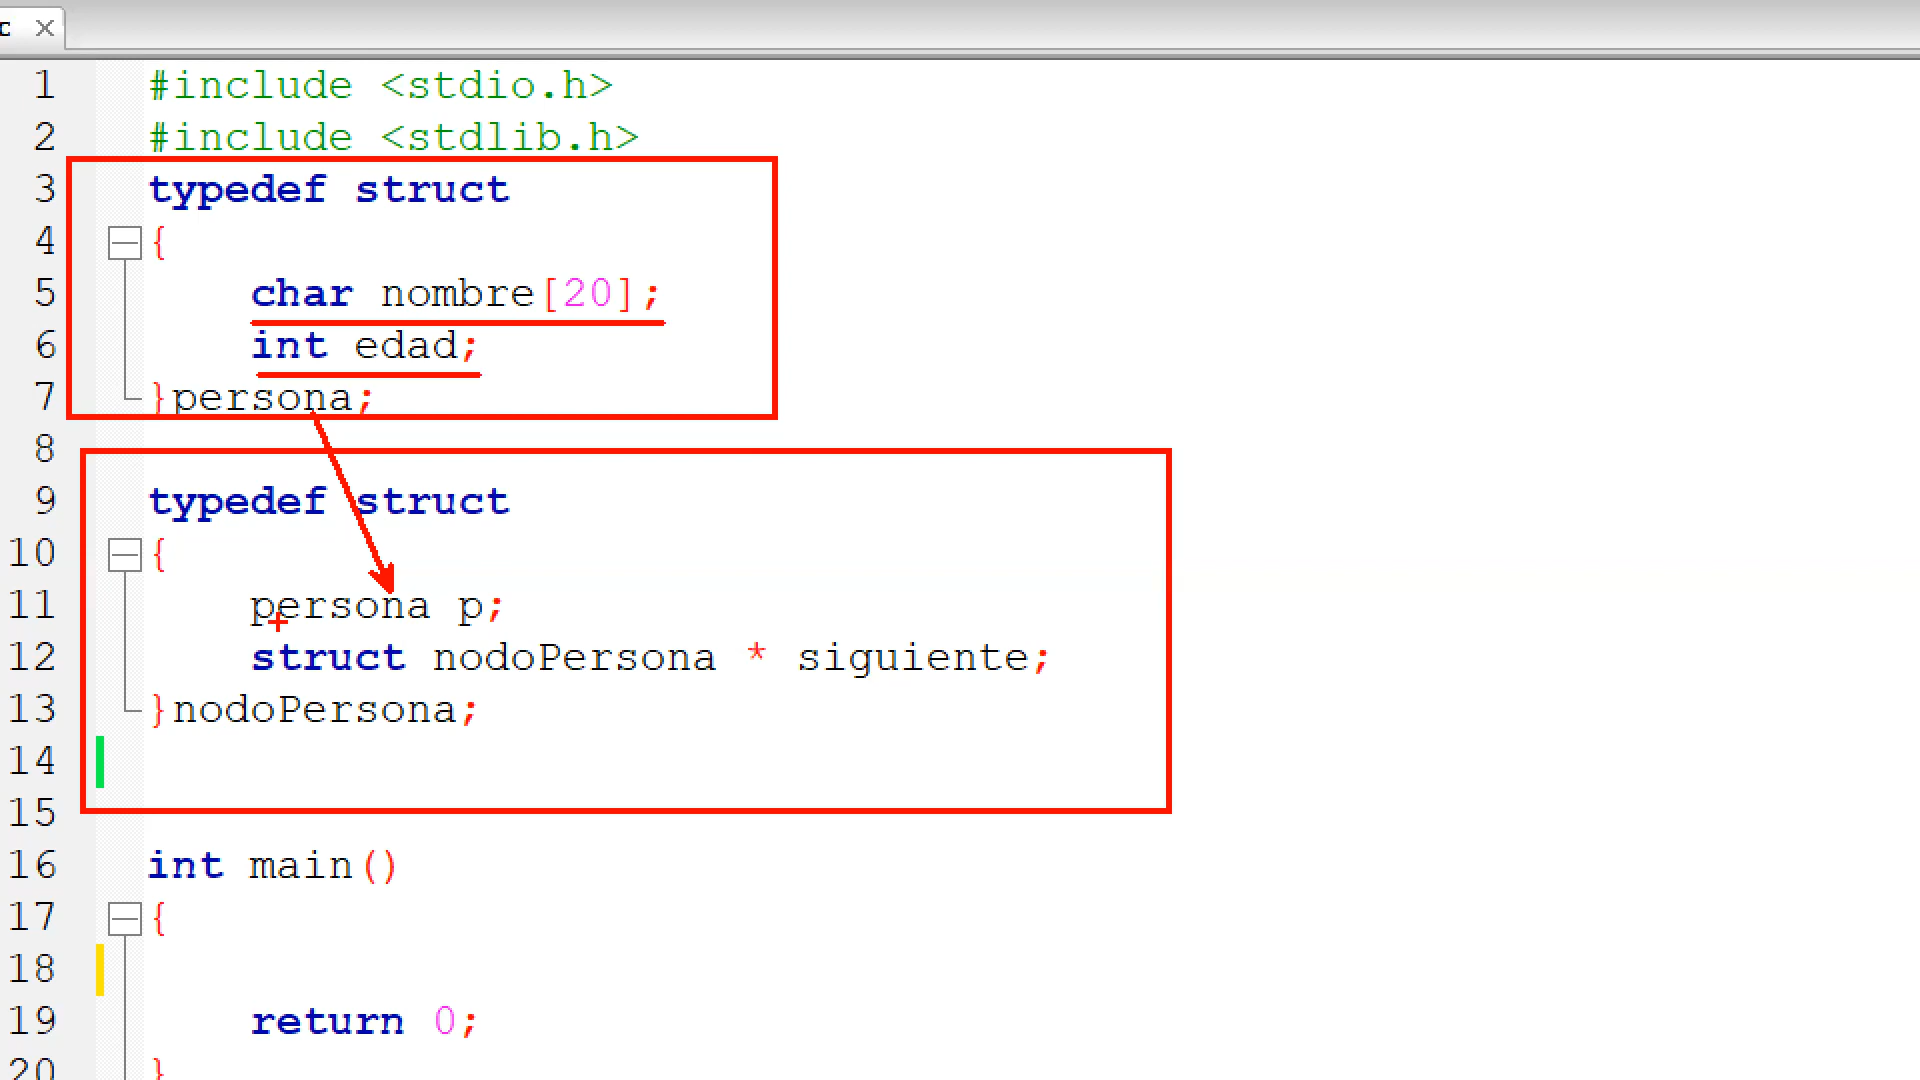 c
1 #include <stdio.h>
2 #include <stdlib.h>
3 typedef struct
4 {
5 char nombre[20];
6 int edad;
7 }persona;
8
9 typedef struct
10 {
11 persona p;
12 struct nodoPersona * siguiente;
13 }nodoPersona;
14
15
16 int main()
17 {
18
19 return 0;
20 }